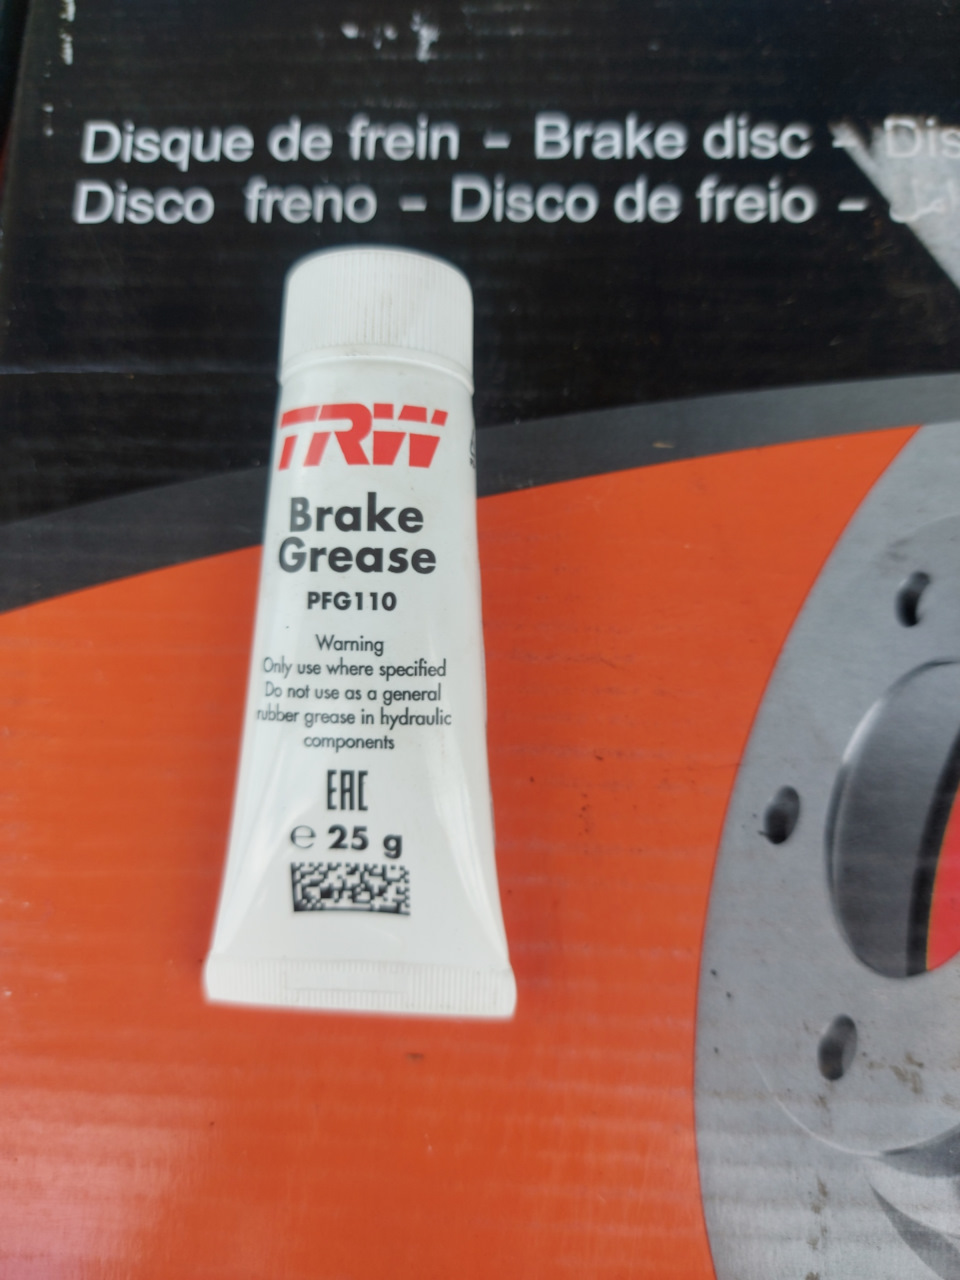 Disque de frein - Brake disc - Dis
Disco freno - Disco de freio -
TRW
Brake
Grease
PFG110
Warning
Only use where specified
Do not use as a general
rubber grease in hydraulic
components
EAC
℮ 25 g